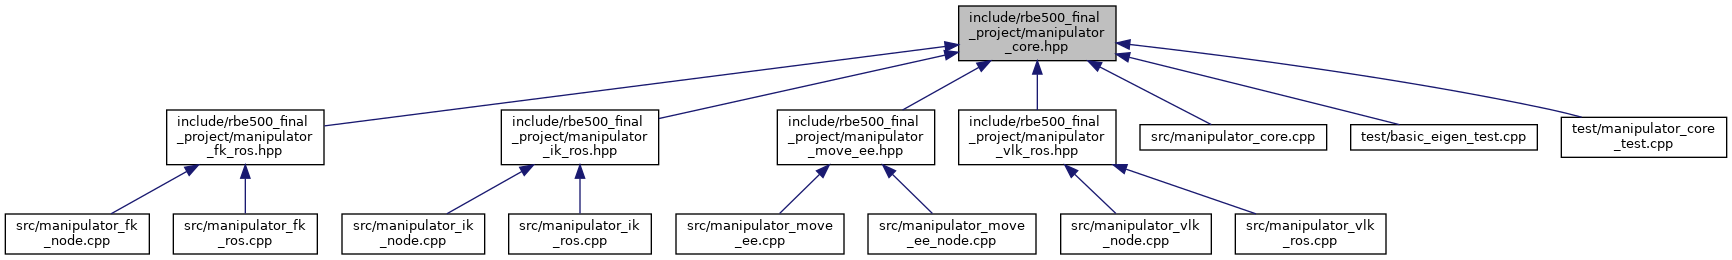 include/rbe500_final
_project/manipulator
_core.hpp
include/rbe500_final
_project/manipulator
_fk_ros.hpp
include/rbe500_final
_project/manipulator
_ik_ros.hpp
include/rbe500_final
_project/manipulator
_move_ee.hpp
include/rbe500_final
_project/manipulator
_vlk_ros.hpp
src/manipulator_core.cpp
test/basic_eigen_test.cpp
test/manipulator_core
_test.cpp
src/manipulator_fk
_node.cpp
src/manipulator_fk
_ros.cpp
src/manipulator_ik
_node.cpp
src/manipulator_ik
_ros.cpp
src/manipulator_move
_ee.cpp
src/manipulator_move
_ee_node.cpp
src/manipulator_vlk
_node.cpp
src/manipulator_vlk
_ros.cpp